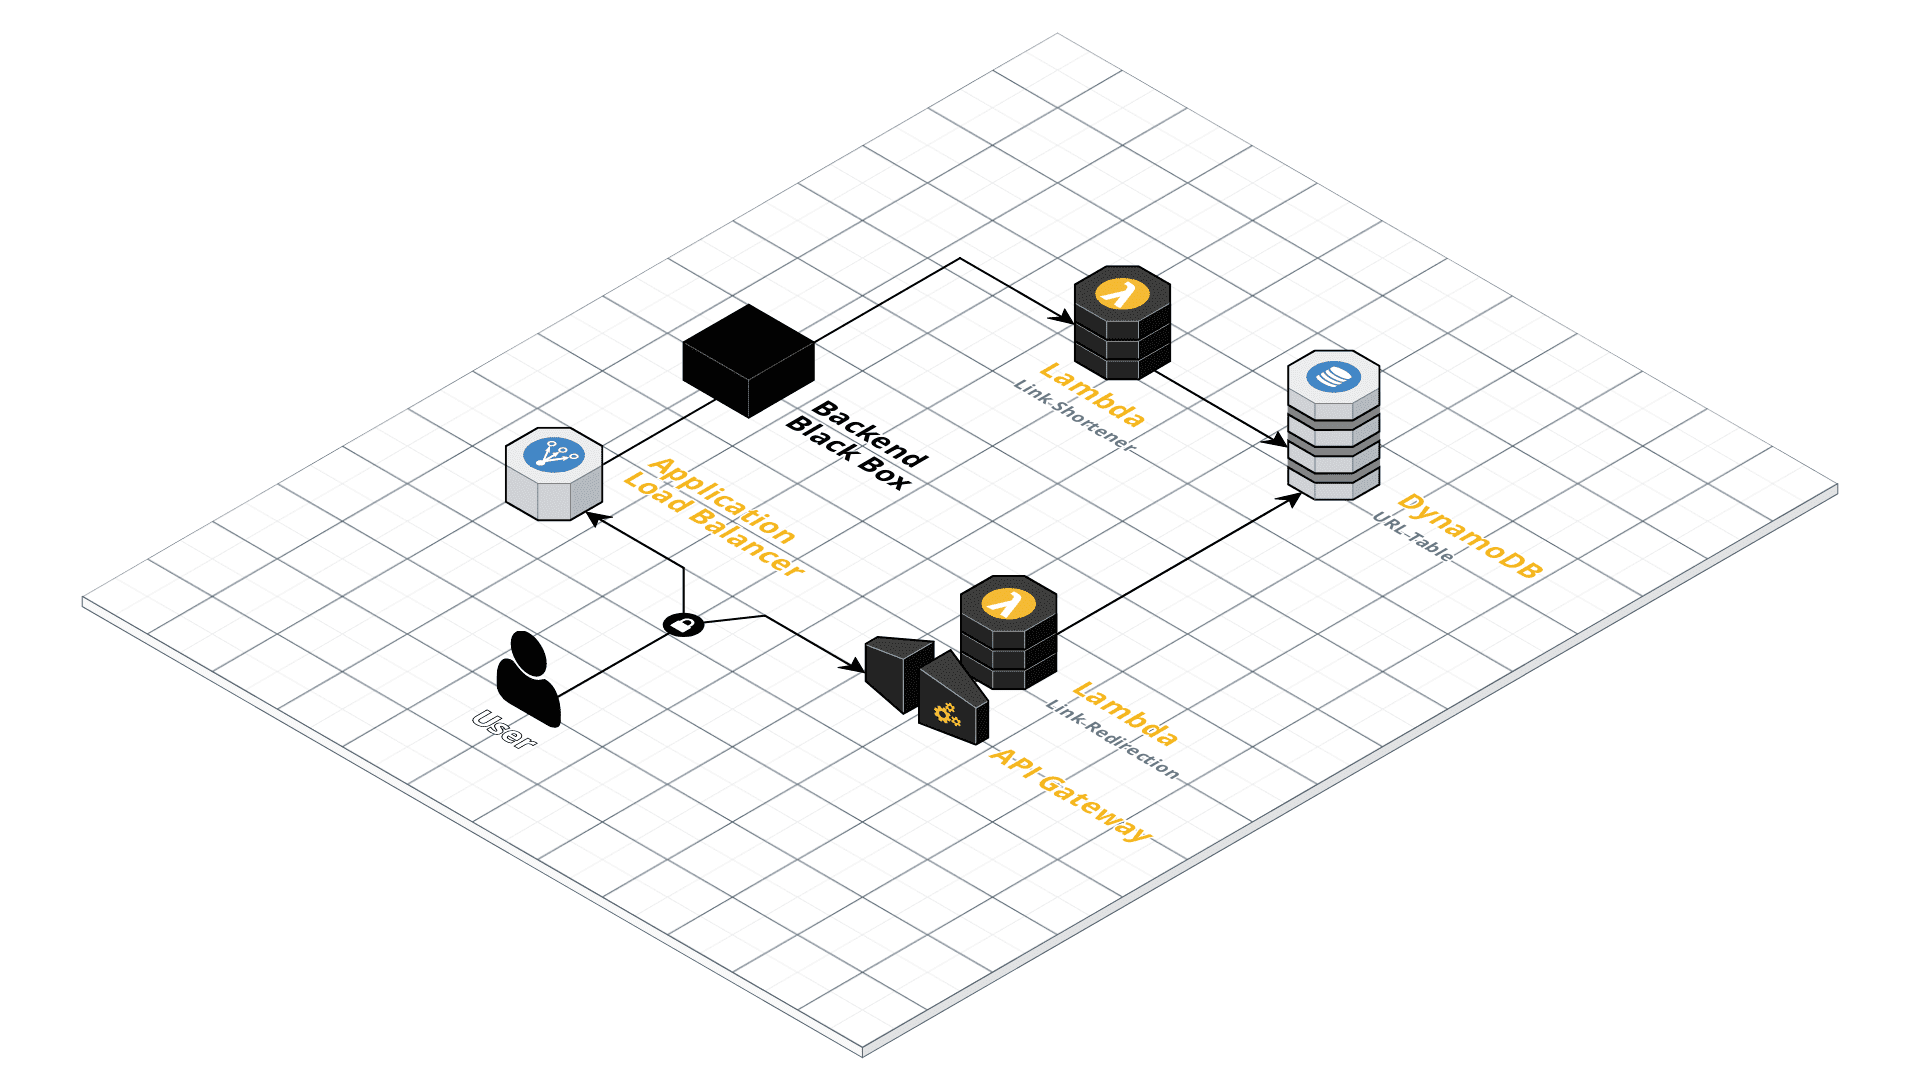 Lambda
Link-Shortener
Backend
Black Box
Application
Load Balancer
DynamoDB
URL-Table
User
Lambda
Link-Redirection
API Gateway